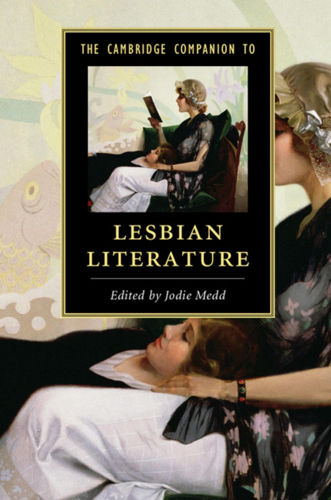 THE CAMBRIDGE COMPANION TO
LESBIAN
LITERATURE
Edited by Jodie Medd